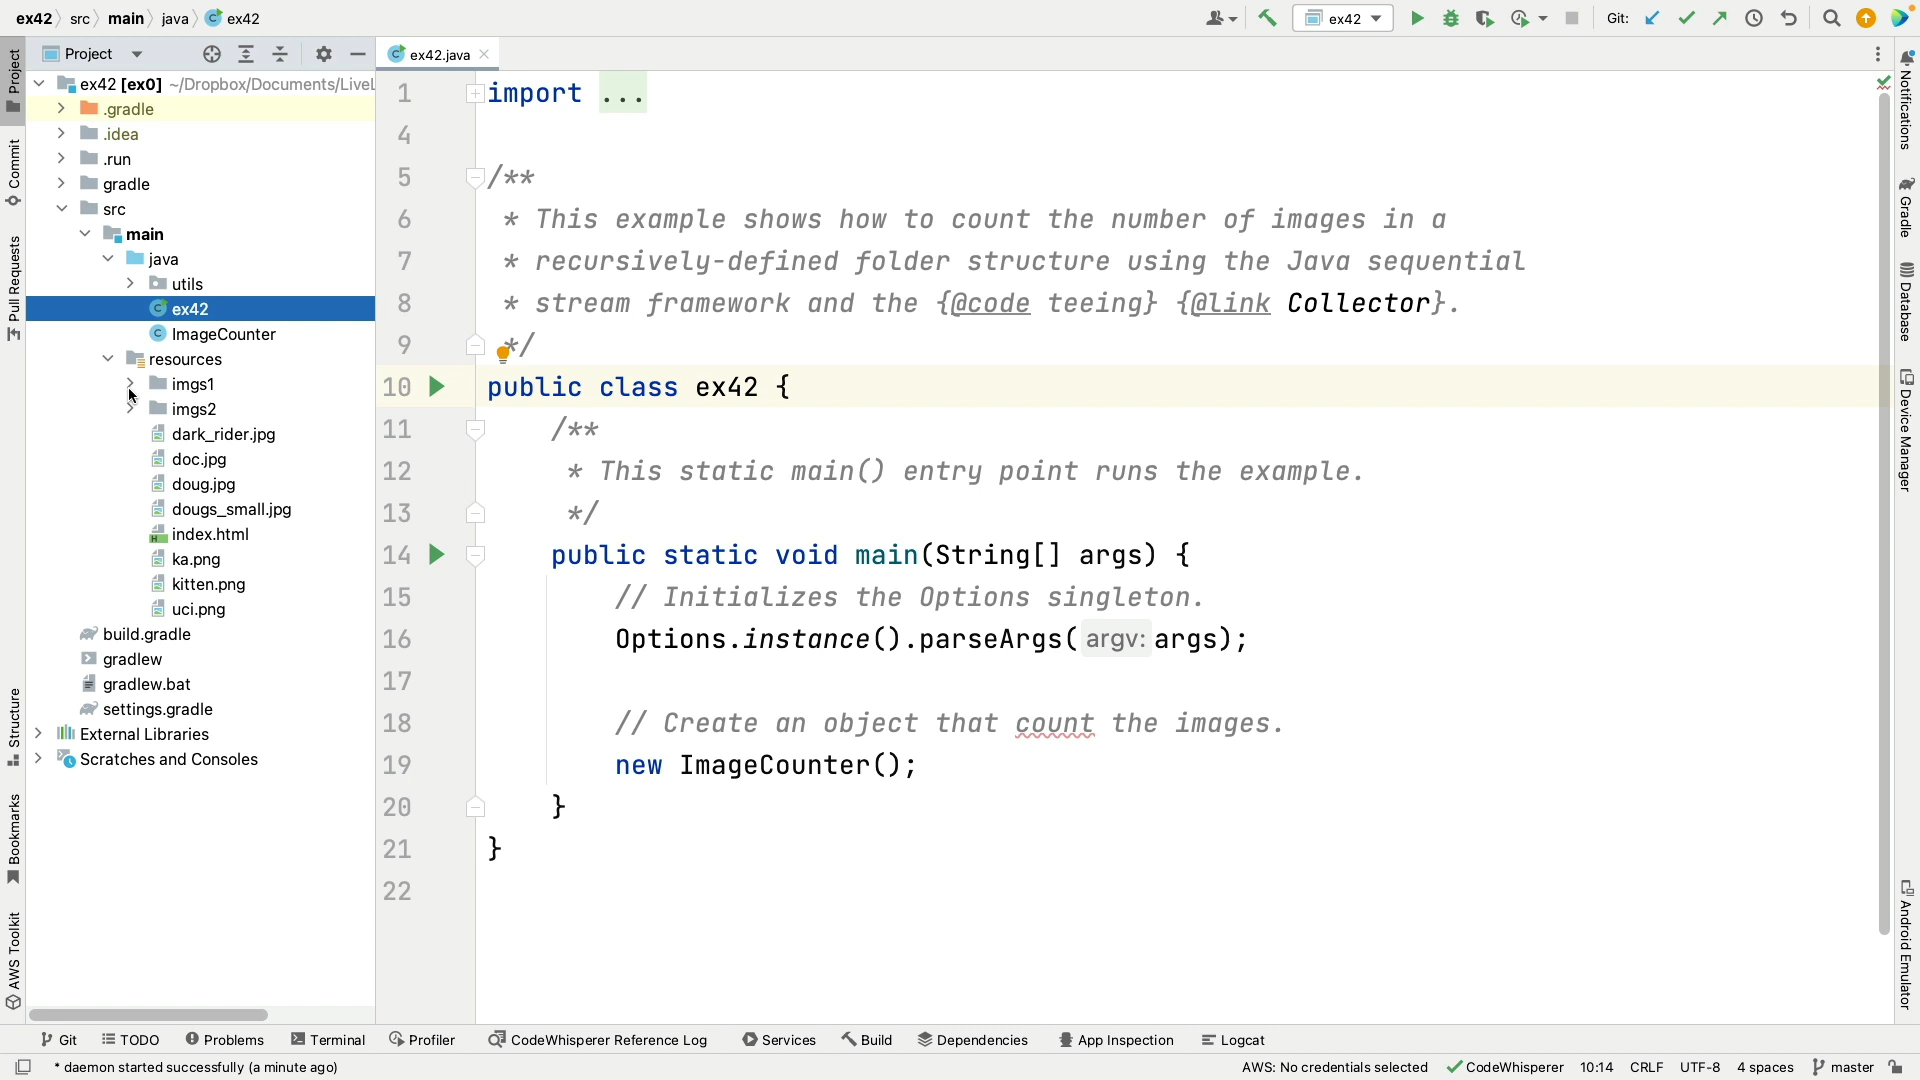 ex42 src main java ex42
ex42
Git:
Project
ex42.java
Project
Commit
Pull Requests
Structure
Bookmarks
AWS Toolkit
ex42 [ex0] ~/Dropbox/Documents/LiveL
.gradle
.idea
.run
gradle
src
main
java
utils
ex42
ImageCounter
resources
imgs1
imgs2
dark_rider.jpg
doc.jpg
doug.jpg
dougs_small.jpg
index.html
ka.png
kitten.png
uci.png
build.gradle
gradlew
gradlew.bat
settings.gradle
External Libraries
Scratches and Consoles
1 import ...
4
5 /**
6 * This example shows how to count the number of images in a
7 * recursively-defined folder structure using the Java sequential
8 * stream framework and the {@code teeing} {@link Collector}.
9 */
10 public class ex42 {
11 /**
12 * This static main() entry point runs the example.
13 */
14 public static void main(String[] args) {
15 // Initializes the Options singleton.
16 Options.instance().parseArgs( argv: args);
17
18 // Create an object that count the images.
19 new ImageCounter();
20 }
21 }
22
Notifications
Gradle
Database
Device Manager
Android Emulator
Git TODO Problems Terminal Profiler CodeWhisperer Reference Log Services Build Dependencies App Inspection Logcat
* daemon started successfully (a minute ago) AWS: No credentials selected CodeWhisperer 10:14 CRLF UTF-8 4 spaces master